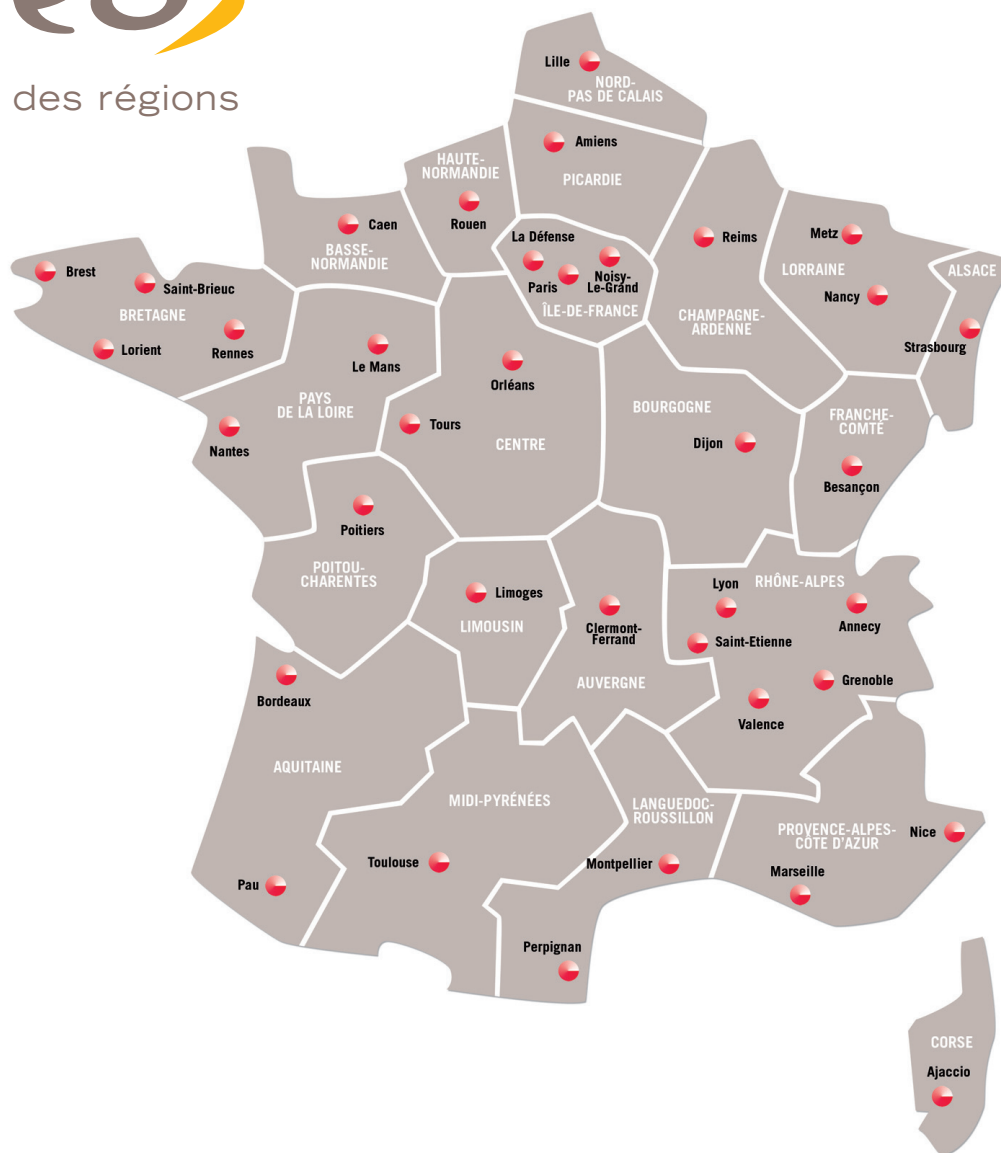 des régions
Lille
NORD-
PAS DE CALAIS
Amiens
PICARDIE
HAUTE-
NORMANDIE
Rouen
Caen
BASSE-
NORMANDIE
La Défense
Paris
Noisy-
Le-Grand
ÎLE-DE-FRANCE
Reims
CHAMPAGNE-
ARDENNE
Metz
LORRAINE
Nancy
ALSACE
Strasbourg
Brest
Saint-Brieuc
BRETAGNE
Lorient
Rennes
Le Mans
PAYS
DE LA LOIRE
Nantes
Orléans
Tours
CENTRE
BOURGOGNE
Dijon
FRANCHE-
COMTÉ
Besançon
Poitiers
POITOU-
CHARENTES
Limoges
LIMOUSIN
Clermont-
Ferrand
AUVERGNE
Lyon
RHÔNE-ALPES
Annecy
Saint-Etienne
Grenoble
Valence
Bordeaux
AQUITAINE
Pau
MIDI-PYRÉNÉES
Toulouse
LANGUEDOC-
ROUSSILLON
Montpellier
Perpignan
PROVENCE-ALPES-
CÔTE D'AZUR
Nice
Marseille
CORSE
Ajaccio